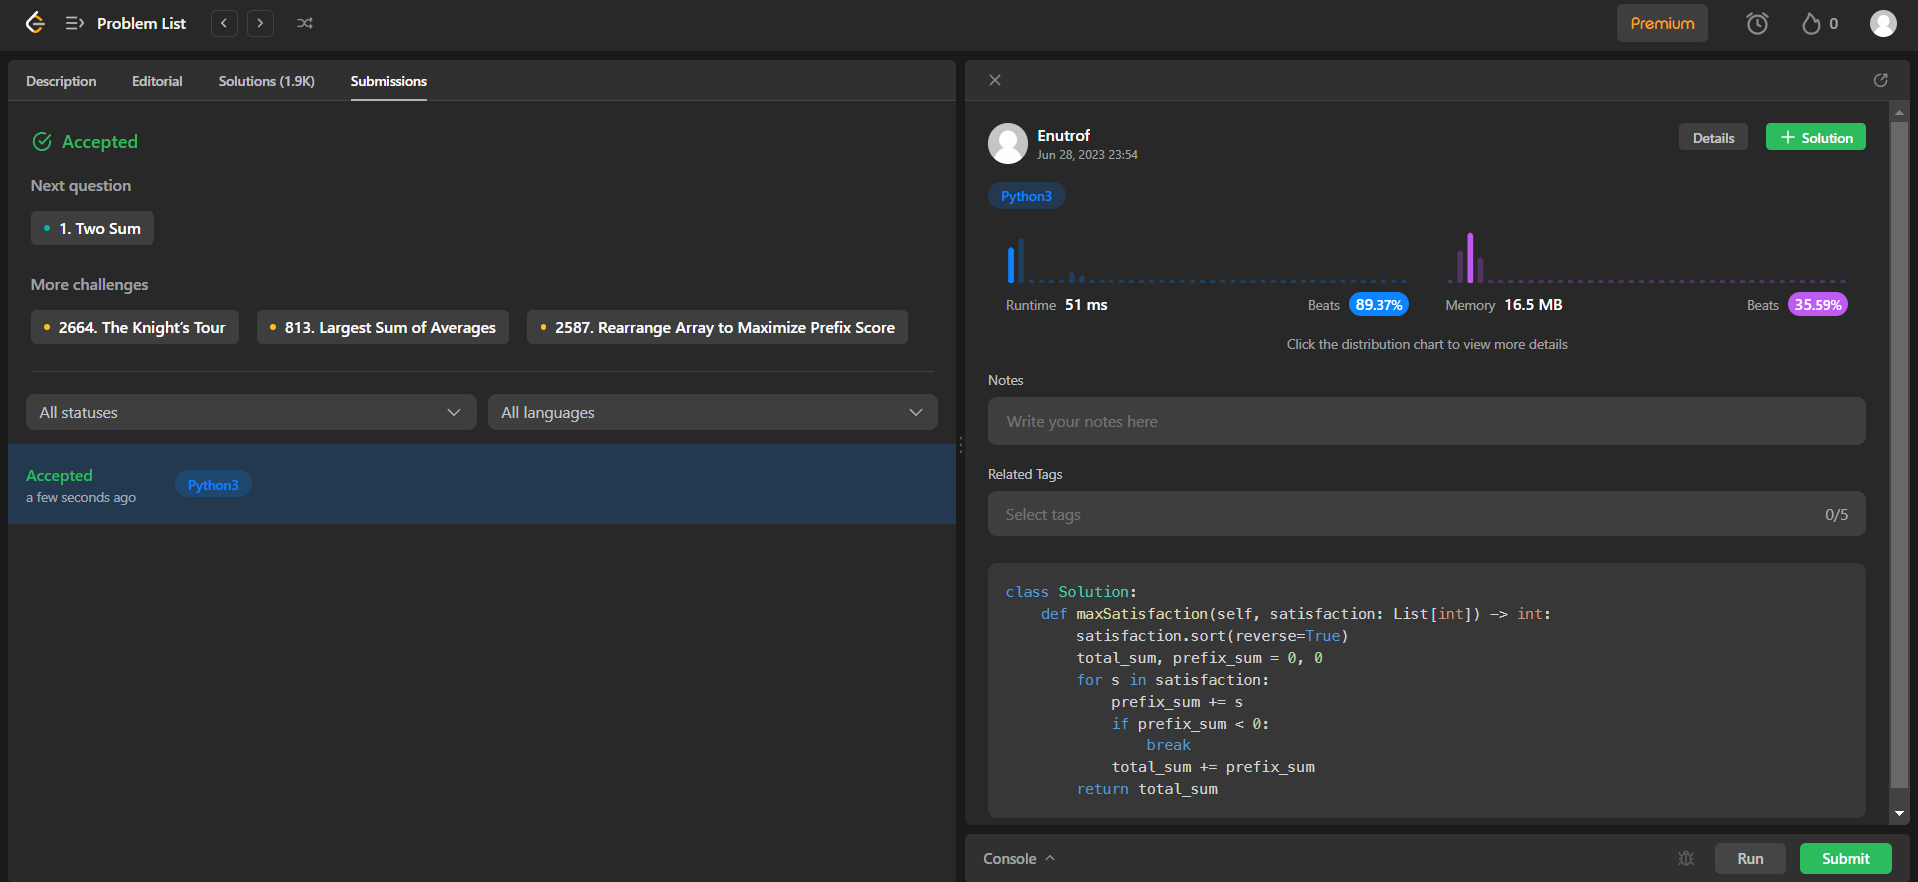 Problem List
Premium
0
Description Editorial Solutions (1.9K) Submissions
Accepted
Next question
1. Two Sum
More challenges
2664. The Knight’s Tour
813. Largest Sum of Averages
2587. Rearrange Array to Maximize Prefix Score
All statuses
All languages
Accepted
a few seconds ago
Python3
Enutrof
Jun 28, 2023 23:54
Details
Solution
Python3
Runtime 51 ms
Beats 89.37%
Memory 16.5 MB
Beats 35.59%
Click the distribution chart to view more details
Notes
Write your notes here
Related Tags
Select tags
0/5
class Solution:
    def maxSatisfaction(self, satisfaction: List[int]) -> int:
        satisfaction.sort(reverse=True)
        total_sum, prefix_sum = 0, 0
        for s in satisfaction:
            prefix_sum += s
            if prefix_sum < 0:
                break
            total_sum += prefix_sum
        return total_sum
Console
Run
Submit